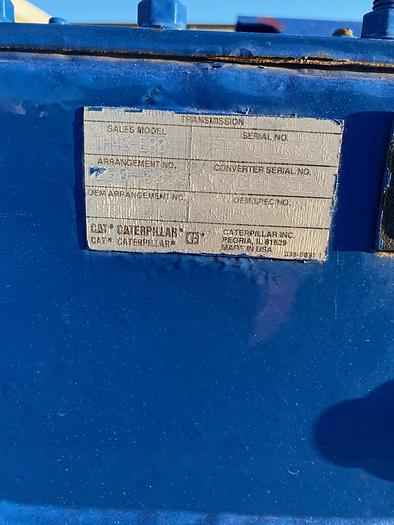 TRANSMISSION
SALES MODEL SERIAL NO.
TH48-E80
ARRANGEMENT NO. CONVERTER SERIAL NO.
OEM ARRANGEMENT NO. OEM SPEC NO.
CAT® CATERPILLAR® CATERPILLAR INC.
CAT® CATERPILLAR® PEORIA, IL 61629
MADE IN USA